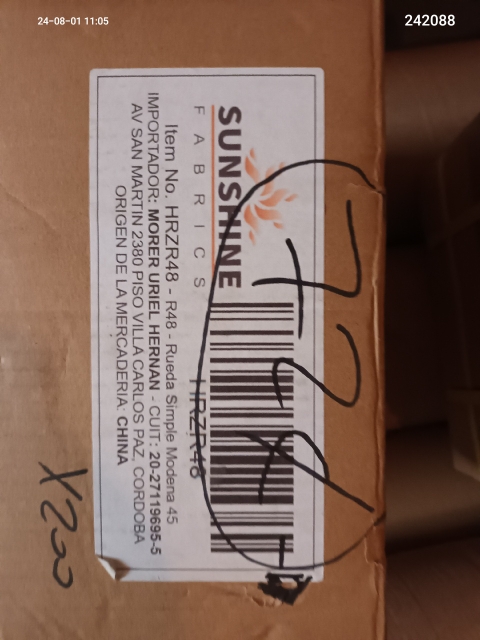 24-08-01 11:05
242088
SUNSHINE
FABRICS
HRZR48
Item No. HRZR48 - R48 - Rueda Simple Modena 45
IMPORTADOR: MORER URIEL HERNAN - CUIT: 20-27119695-5
AV SAN MARTIN 2380 PISO VILLA CARLOS PAZ, CORDOBA
ORIGEN DE LA MERCADERIA: CHINA
X200